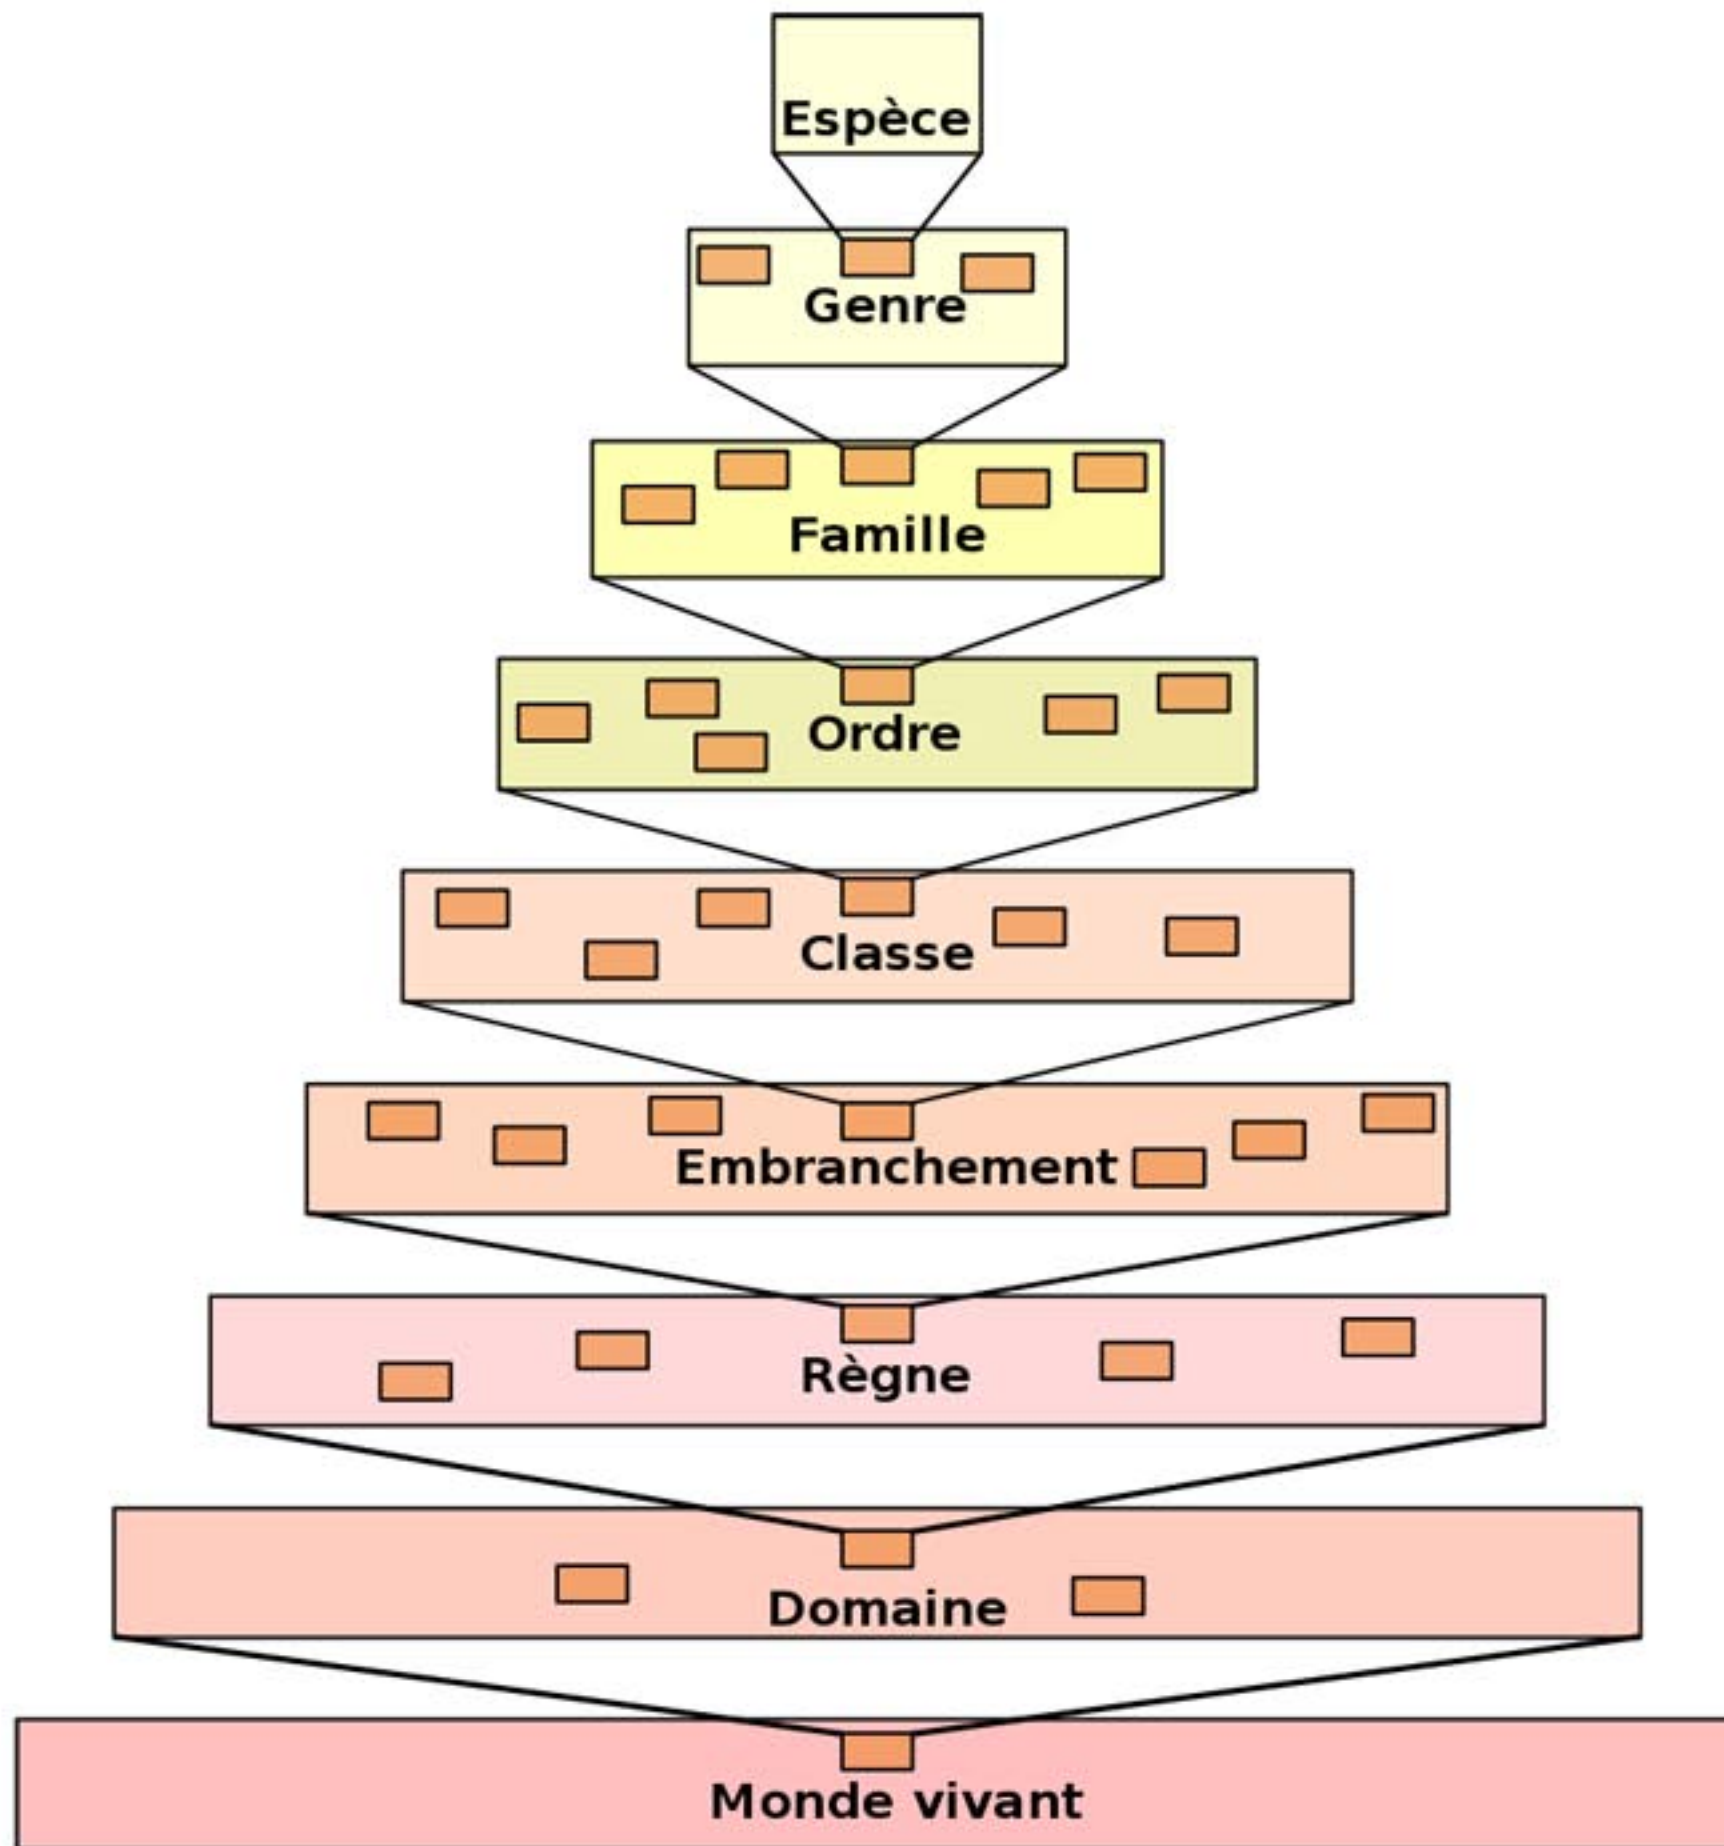 Espèce
Genre
Famille
Ordre
Classe
Embranchement
Règne
Domaine
Monde vivant